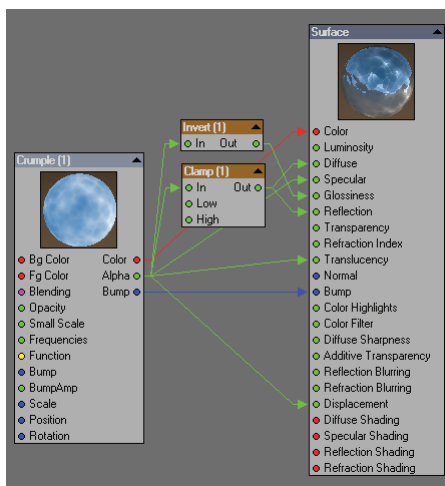 Surface
Color
Luminosity
Diffuse
Specular
Glossiness
Reflection
Transparency
Refraction Index
Translucency
Normal
Bump
Color Highlights
Color Filter
Diffuse Sharpness
Additive Transparency
Reflection Blurring
Refraction Blurring
Displacement
Diffuse Shading
Specular Shading
Reflection Shading
Refraction Shading
Invert (1)
In Out
Clamp (1)
In Out
Low
High
Crumple (1)
Bg Color Color
Fg Color Alpha
Blending Bump
Opacity
Small Scale
Frequencies
Function
Bump
BumpAmp
Scale
Position
Rotation